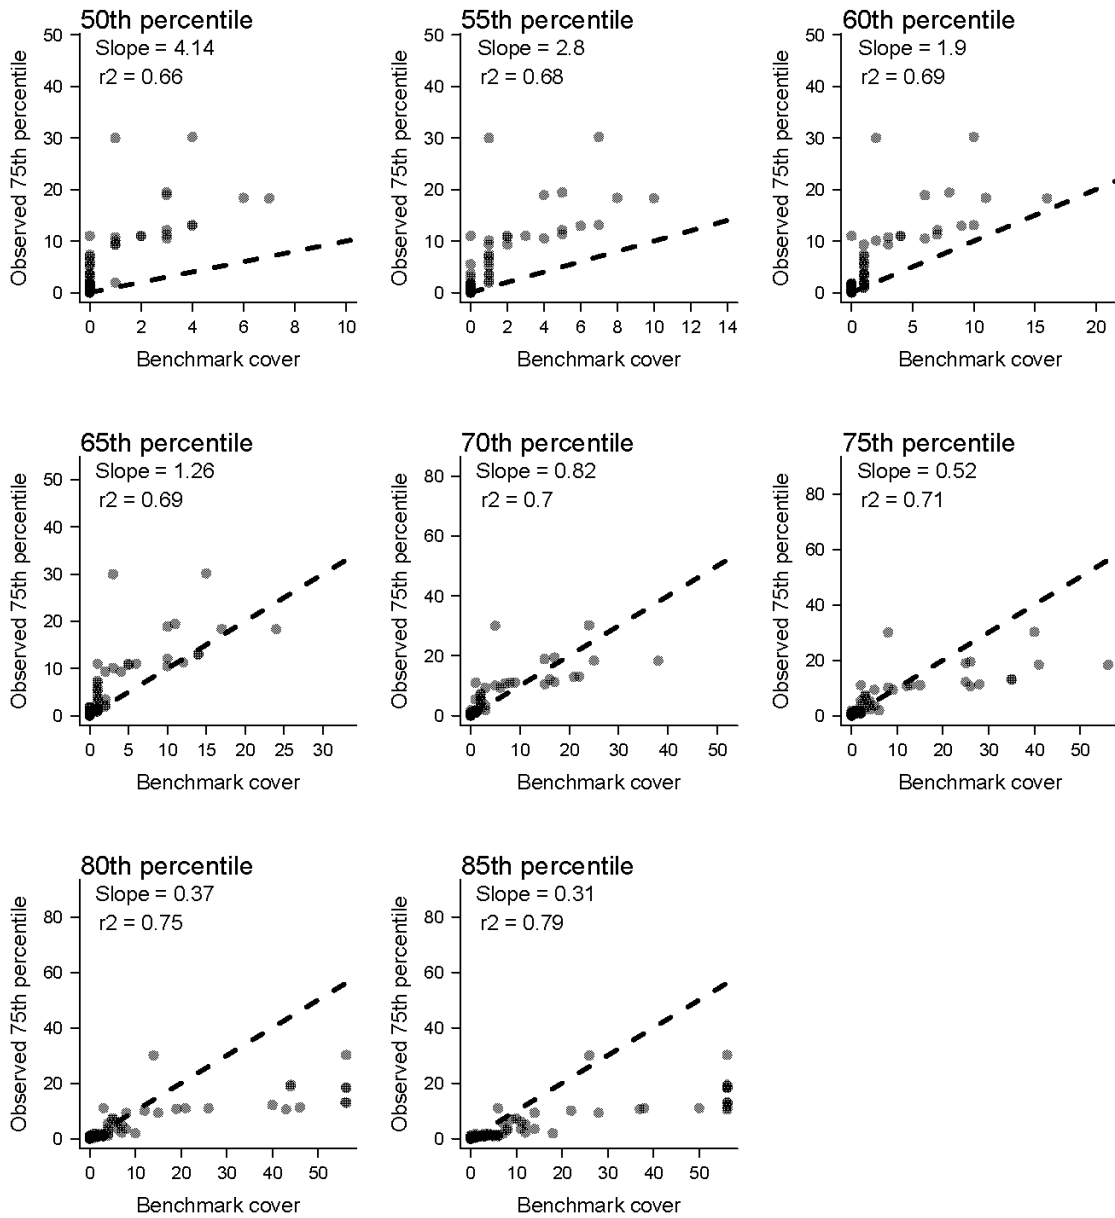 50th percentile
Slope = 4.14
r2 = 0.66
Observed 75th percentile
50
40
30
20
10
0
0 2 4 6 8 10
Benchmark cover
55th percentile
Slope = 2.8
r2 = 0.68
Observed 75th percentile
50
40
30
20
10
0
0 2 4 6 8 10 12 14
Benchmark cover
60th percentile
Slope = 1.9
r2 = 0.69
Observed 75th percentile
50
40
30
20
10
0
0 5 10 15 20
Benchmark cover
65th percentile
Slope = 1.26
r2 = 0.69
Observed 75th percentile
50
40
30
20
10
0
0 5 10 15 20 25 30
Benchmark cover
70th percentile
Slope = 0.82
r2 = 0.7
Observed 75th percentile
80
60
40
20
0
0 10 20 30 40 50
Benchmark cover
75th percentile
Slope = 0.52
r2 = 0.71
Observed 75th percentile
80
60
40
20
0
0 10 20 30 40 50
Benchmark cover
80th percentile
Slope = 0.37
r2 = 0.75
Observed 75th percentile
80
60
40
20
0
0 10 20 30 40 50
Benchmark cover
85th percentile
Slope = 0.31
r2 = 0.79
Observed 75th percentile
80
60
40
20
0
0 10 20 30 40 50
Benchmark cover